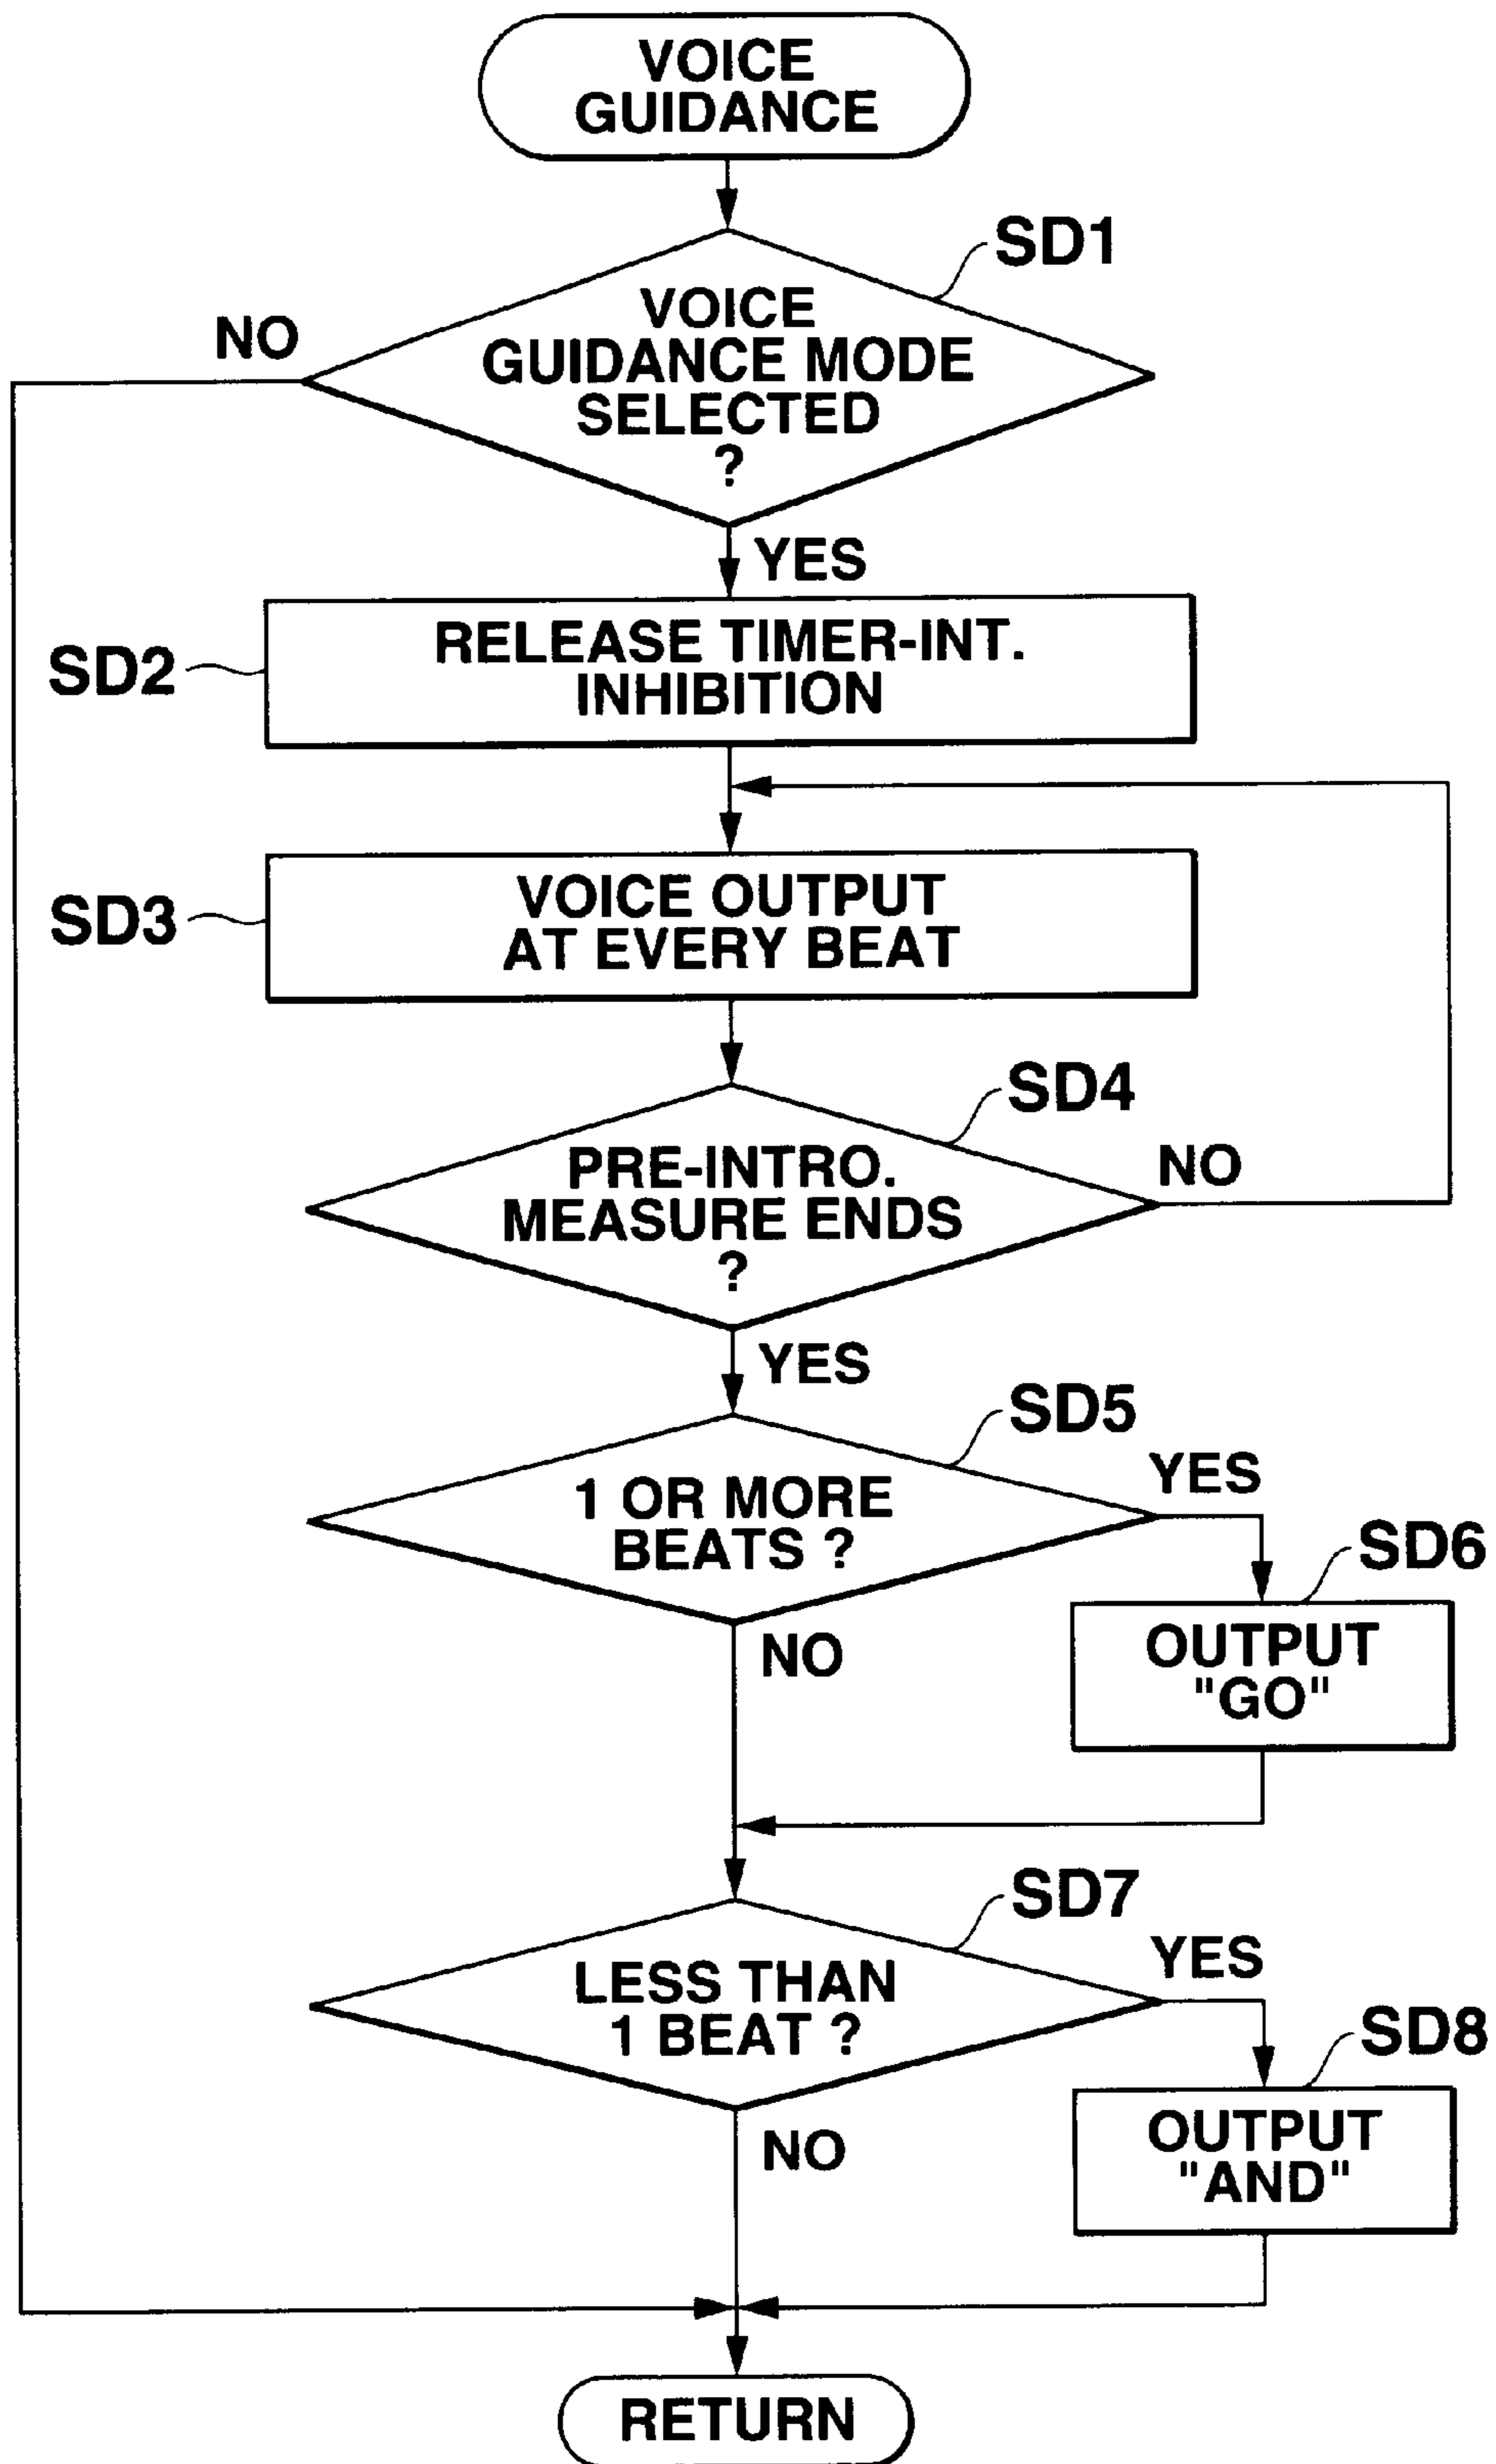 VOICE
GUIDANCE
SD1
VOICE
GUIDANCE MODE
SELECTED
?
NO
YES
SD2
RELEASE TIMER-INT.
INHIBITION
SD3
VOICE OUTPUT
AT EVERY BEAT
SD4
PRE-INTRO.
MEASURE ENDS
?
NO
YES
SD5
1 OR MORE
BEATS ?
YES
SD6
OUTPUT
"GO"
NO
SD7
LESS THAN
1 BEAT ?
YES
SD8
OUTPUT
"AND"
NO
RETURN